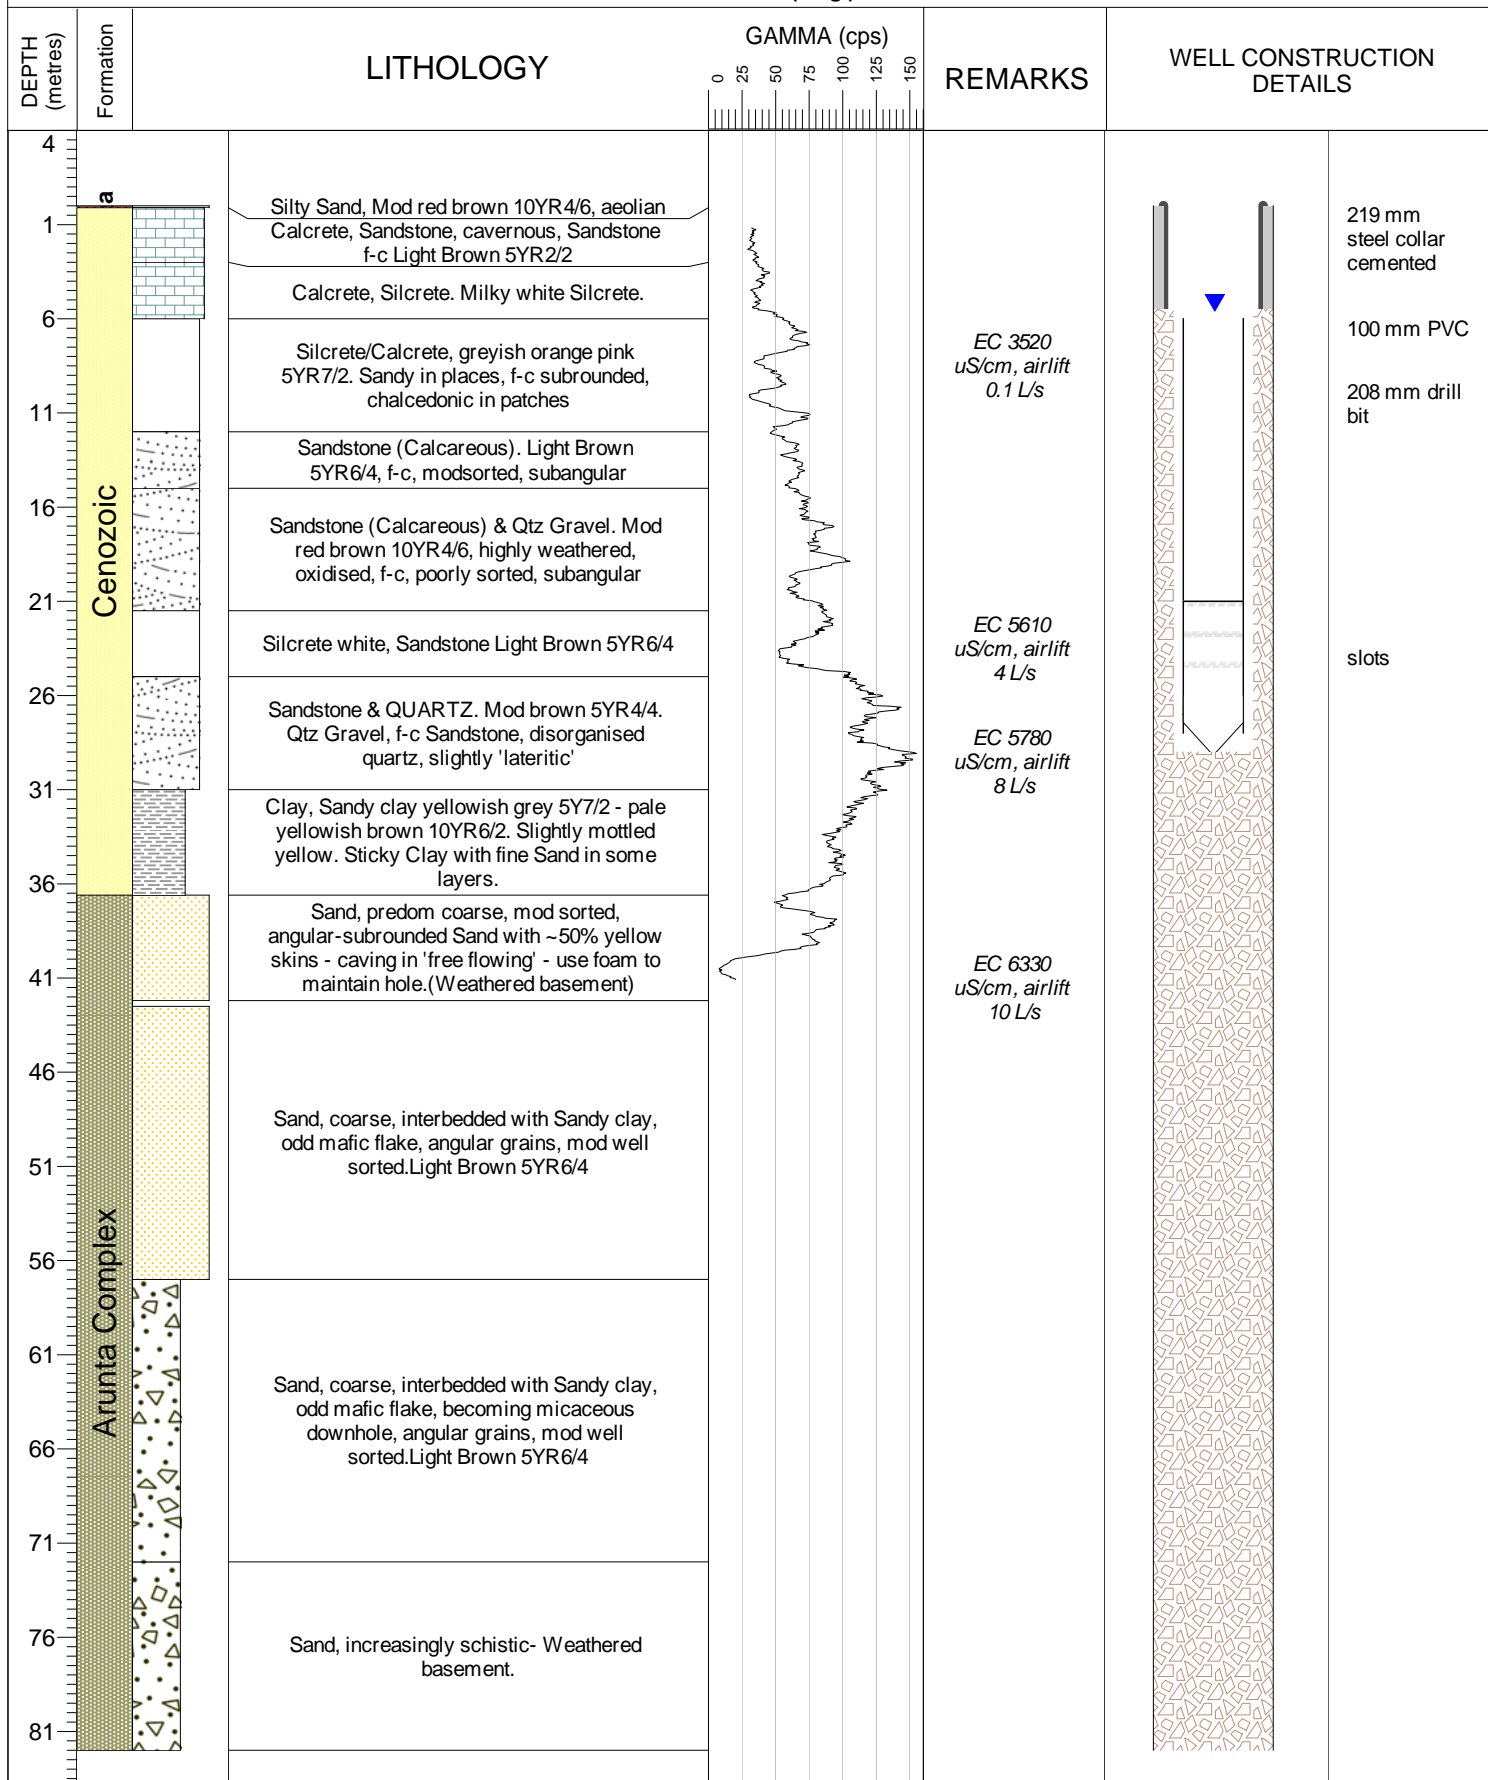 DEPTH
(metres)
Formation
LITHOLOGY
GAMMA (cps)
0 25 50 75 100 125 150
REMARKS
WELL CONSTRUCTION
DETAILS
4
1
6
11
16
21
26
31
36
41
46
51
56
61
66
71
76
81
a
Cenozoic
Arunta Complex
Silty Sand, Mod red brown 10YR4/6, aeolian
Calcrete, Sandstone, cavernous, Sandstone
f-c Light Brown 5YR2/2
Calcrete, Silcrete. Milky white Silcrete.
Silcrete/Calcrete, greyish orange pink
5YR7/2. Sandy in places, f-c subrounded,
chalcedonic in patches
Sandstone (Calcareous). Light Brown
5YR6/4, f-c, modsorted, subangular
Sandstone (Calcareous) & Qtz Gravel. Mod
red brown 10YR4/6, highly weathered,
oxidised, f-c, poorly sorted, subangular
Silcrete white, Sandstone Light Brown 5YR6/4
Sandstone & QUARTZ. Mod brown 5YR4/4.
Qtz Gravel, f-c Sandstone, disorganised
quartz, slightly 'lateritic'
Clay, Sandy clay yellowish grey 5Y7/2 - pale
yellowish brown 10YR6/2. Slightly mottled
yellow. Sticky Clay with fine Sand in some
layers.
Sand, predom coarse, mod sorted,
angular-subrounded Sand with ~50% yellow
skins - caving in 'free flowing' - use foam to
maintain hole.(Weathered basement)
Sand, coarse, interbedded with Sandy clay,
odd mafic flake, angular grains, mod well
sorted.Light Brown 5YR6/4
Sand, coarse, interbedded with Sandy clay,
odd mafic flake, becoming micaceous
downhole, angular grains, mod well
sorted.Light Brown 5YR6/4
Sand, increasingly schistic- Weathered
basement.
EC 3520
uS/cm, airlift
0.1 L/s
EC 5610
uS/cm, airlift
4 L/s
EC 5780
uS/cm, airlift
8 L/s
EC 6330
uS/cm, airlift
10 L/s
219 mm
steel collar
cemented
100 mm PVC
208 mm drill
bit
slots